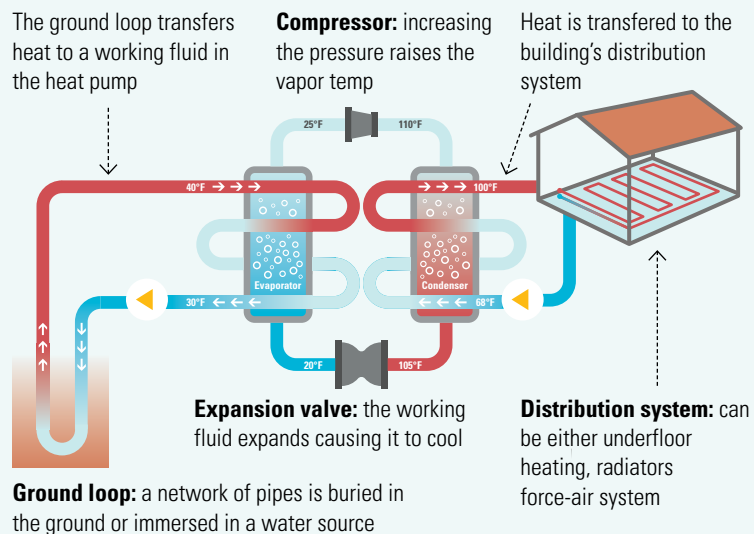 The ground loop transfers
heat to a working fluid in
the heat pump
Compressor: increasing
the pressure raises the
vapor temp
Heat is transfered to the
building's distribution
system
25°F
110°F
40°F
100°F
Evaporator
Condenser
30°F
68°F
20°F
105°F
Expansion valve: the working
fluid expands causing it to cool
Distribution system: can
be either underfloor
heating, radiators
force-air system
Ground loop: a network of pipes is buried in
the ground or immersed in a water source